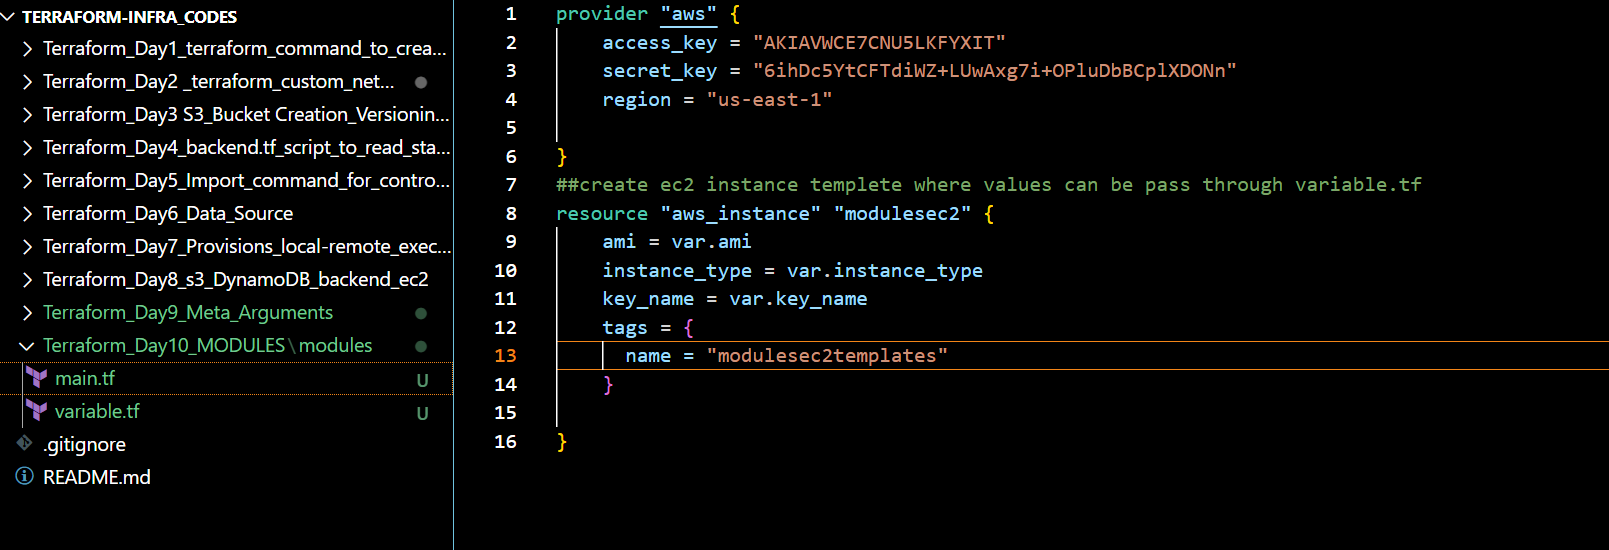 TERRAFORM-INFRA_CODES
Terraform_Day1_terraform_command_to_crea...
Terraform_Day2 _terraform_custom_net...
Terraform_Day3 S3_Bucket Creation_Versionin...
Terraform_Day4_backend.tf_script_to_read_sta...
Terraform_Day5_Import_command_for_contro...
Terraform_Day6_Data_Source
Terraform_Day7_Provisions_local-remote_exec...
Terraform_Day8_s3_DynamoDB_backend_ec2
Terraform_Day9_Meta_Arguments
Terraform_Day10_MODULES\modules
main.tf U
variable.tf U
.gitignore
README.md
1 provider "aws" {
2 access_key = "AKIAVWCE7CNU5LKFYXIT"
3 secret_key = "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"
4 region = "us-east-1"
5
6 }
7 ##create ec2 instance templete where values can be pass through variable.tf
8 resource "aws_instance" "modulesec2" {
9 ami = var.ami
10 instance_type = var.instance_type
11 key_name = var.key_name
12 tags = {
13 name = "modulesec2templates"
14 }
15
16 }